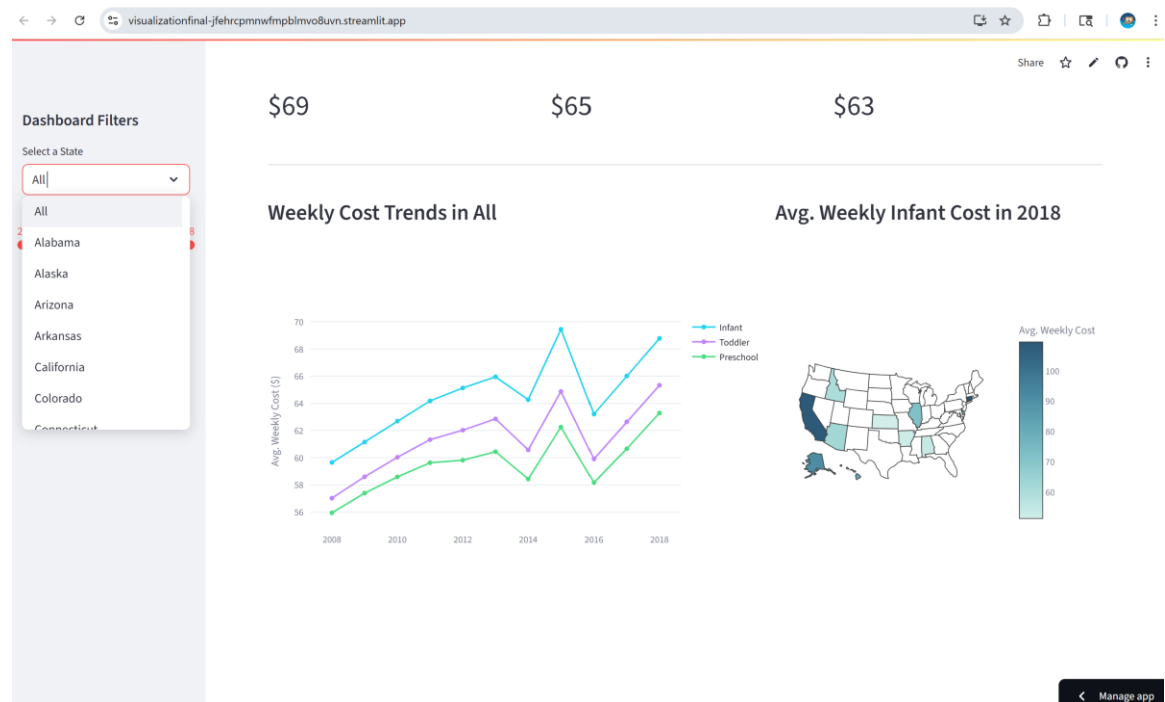 visualizationfinal-jfehrcpmnwfmpblmvo8uvn.streamlit.app
Share
Dashboard Filters
Select a State
All
All
2
8
Alabama
Alaska
Arizona
Arkansas
California
Colorado
Connecticut
$69
$65
$63
Weekly Cost Trends in All
Avg. Weekly Cost ($)
70
68
66
64
62
60
58
56
2008
2010
2012
2014
2016
2018
Infant
Toddler
Preschool
Avg. Weekly Infant Cost in 2018
Avg. Weekly Cost
100
90
80
70
60
Manage app